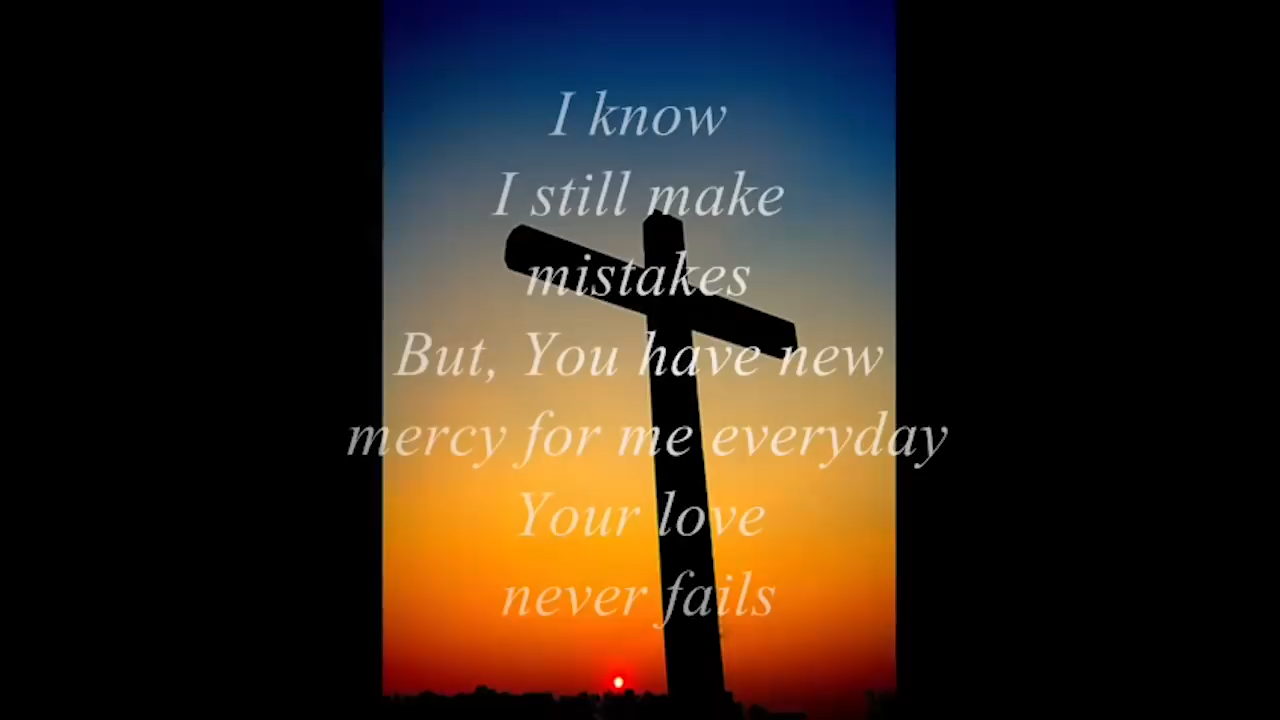 I know
I still make
mistakes
But, You have new
mercy for me everyday
Your love
never fails